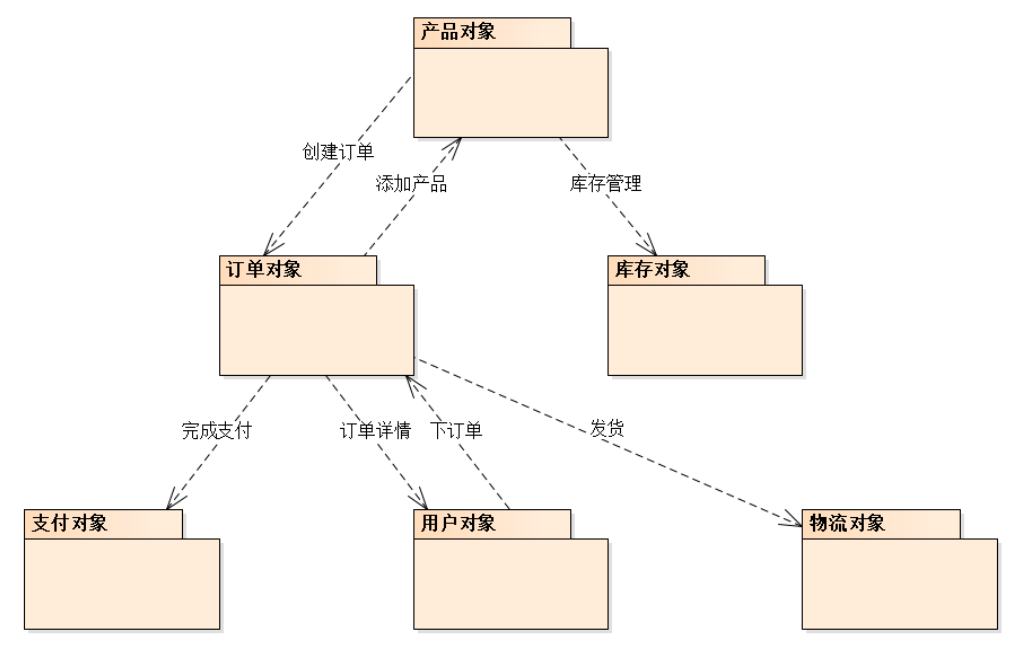 产品对象
创建订单
添加产品
库存管理
订单对象
库存对象
完成支付
订单详情
下订单
发货
支付对象
用户对象
物流对象